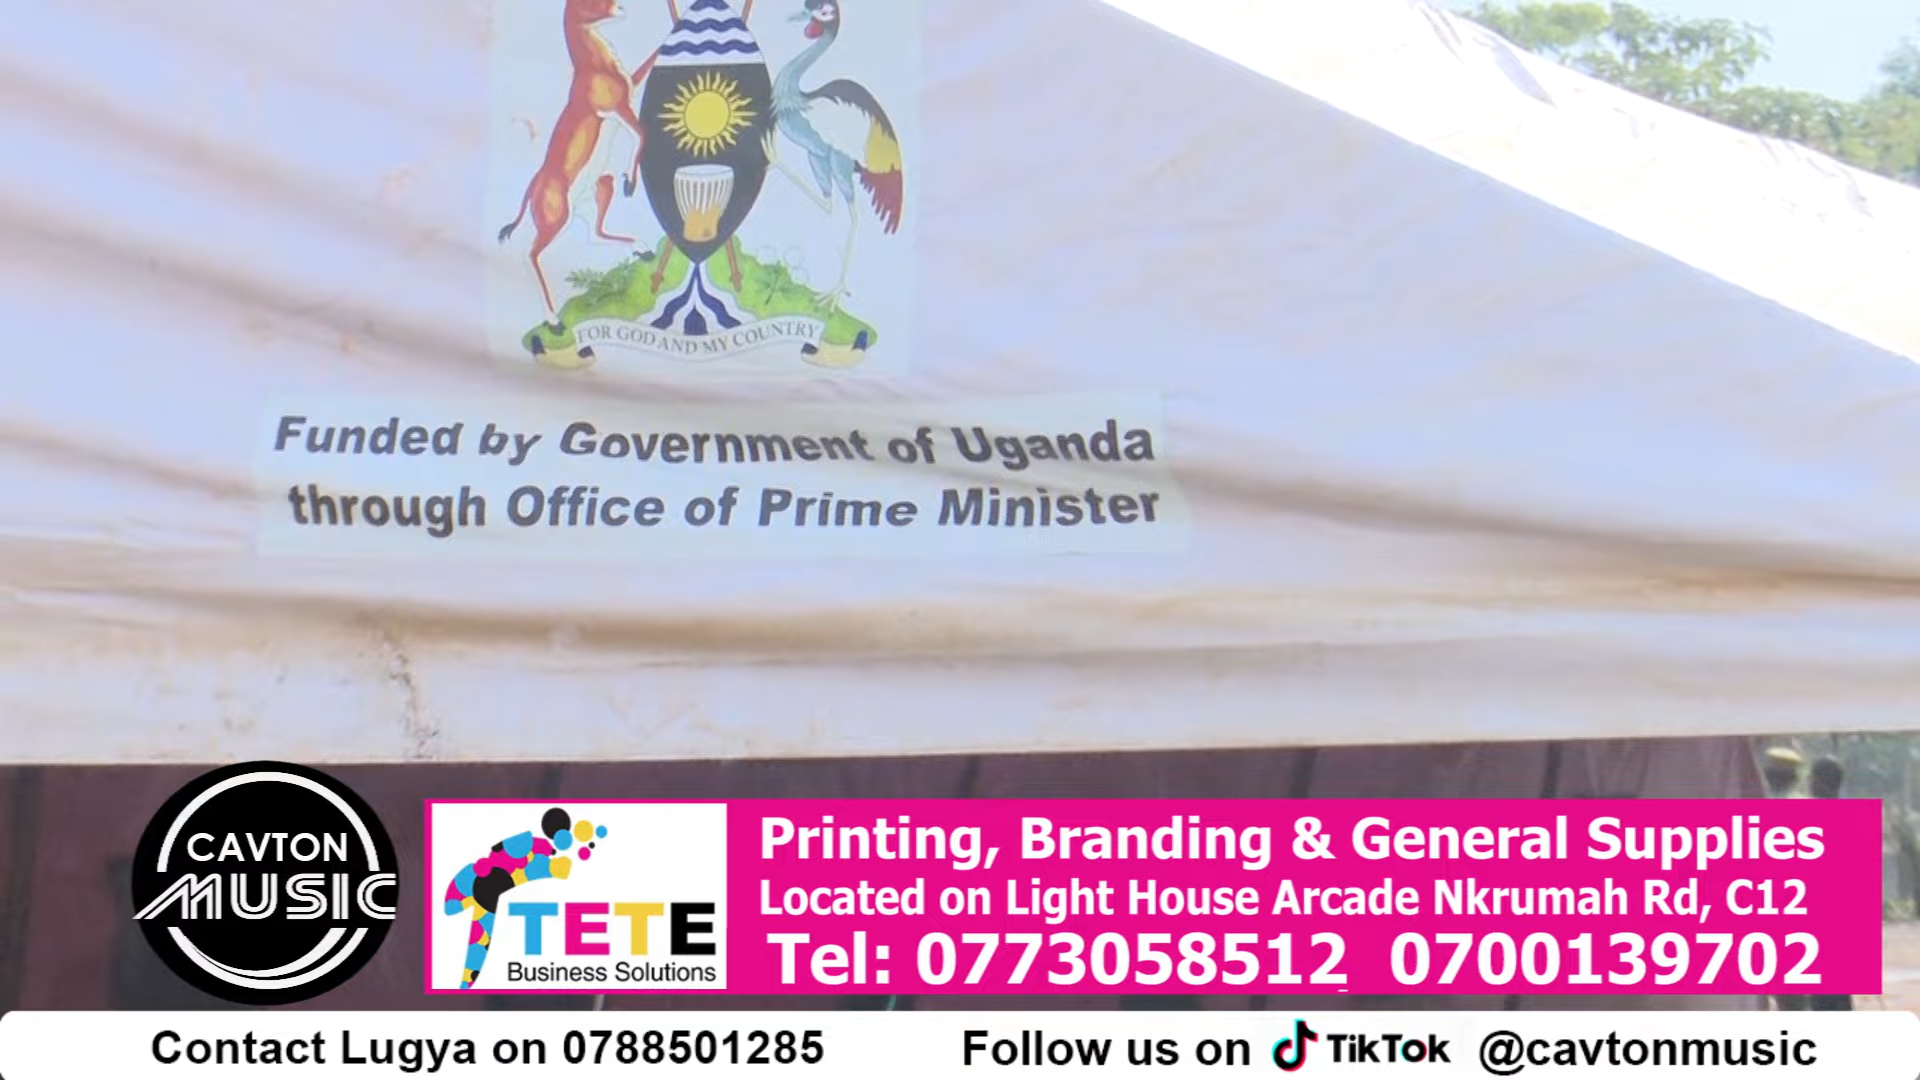 FOR GOD AND MY COUNTRY
Funded by Government of Uganda
through Office of Prime Minister
CAVTON
MUSIC
TETE
Business Solutions
Printing, Branding & General Supplies
Located on Light House Arcade Nkrumah Rd, C12
Tel: 0773058512 0700139702
Contact Lugya on 0788501285
Follow us on TikTok @cavtonmusic